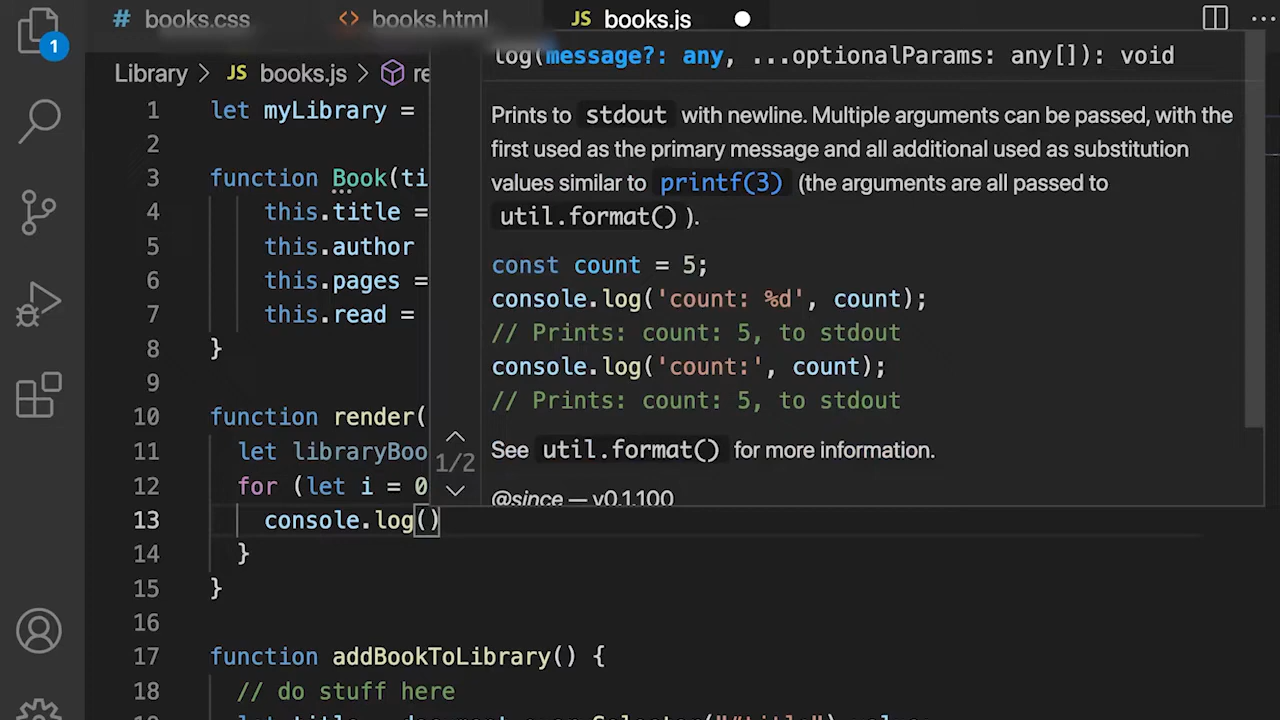 # books.css <> books.html JS books.js
1
Library > JS books.js > re
log(message?: any, ...optionalParams: any[]): void
Prints to stdout with newline. Multiple arguments can be passed, with the
first used as the primary message and all additional used as substitution
values similar to printf(3) (the arguments are all passed to
util.format() ).
const count = 5;
console.log('count: %d', count);
// Prints: count: 5, to stdout
console.log('count:', count);
// Prints: count: 5, to stdout
See util.format() for more information.
@since — v0.1.100
1/2
1 let myLibrary =
2
3 function Book(ti
4 this.title =
5 this.author
6 this.pages =
7 this.read =
8 }
9
10 function render(
11 let libraryBoo
12 for (let i = 0
13 console.log()
14 }
15 }
16
17 function addBookToLibrary() {
18 // do stuff here